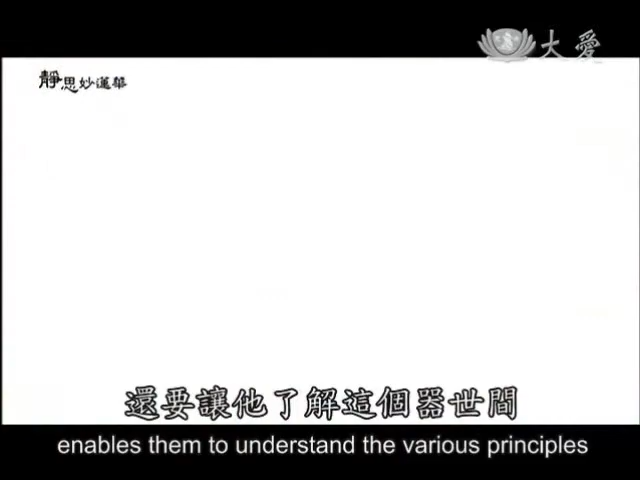 大愛
靜思妙蓮華
還要讓他了解這個器世間
enables them to understand the various principles